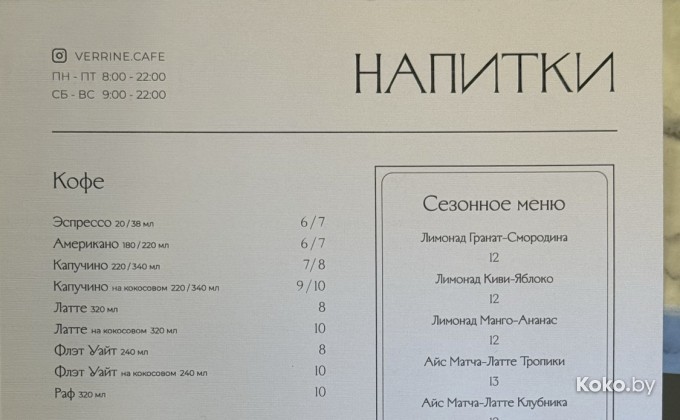 VERRINE.CAFE
ПН - ПТ 8:00 - 22:00
СБ - ВС 9:00 - 22:00
НАПИТКИ
Кофе
Эспрессо 20/38 мл 6/7
Американо 180/220 мл 6/7
Капучино 220/340 мл 7/8
Капучино на кокосовом 220/340 мл 9/10
Латте 320 мл 8
Латте на кокосовом 320 мл 10
Флэт Уайт 240 мл 8
Флэт Уайт на кокосовом 240 мл 10
Раф 320 мл 10
Сезонное меню
Лимонад Гранат-Смородина
12
Лимонад Киви-Яблоко
12
Лимонад Манго-Ананас
12
Айс Матча-Латте Тропики
13
Айс Матча-Латте Клубника
Koko.by